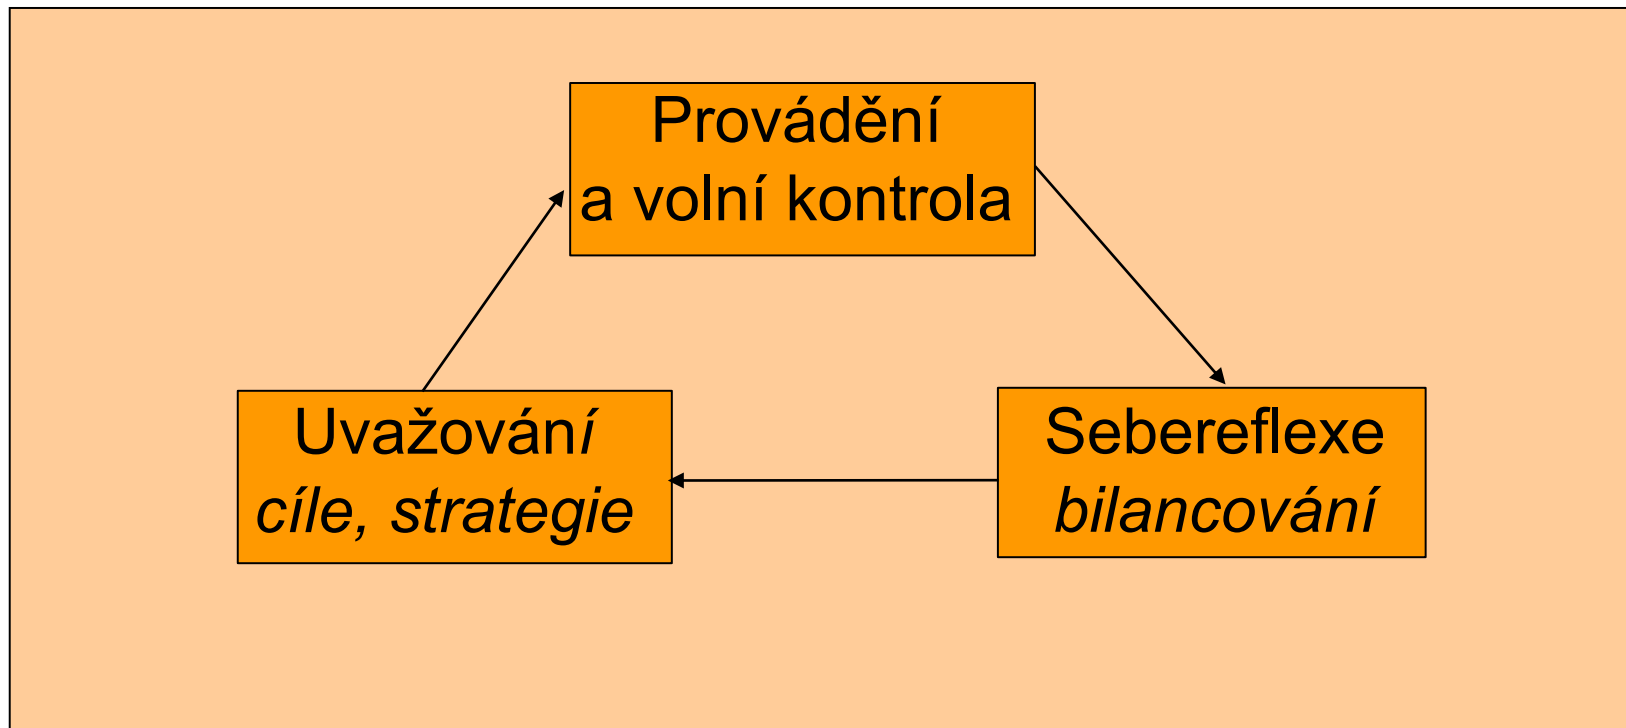 Provádění
a volní kontrola
Uvažování
cíle, strategie
Sebereflexe
bilancování